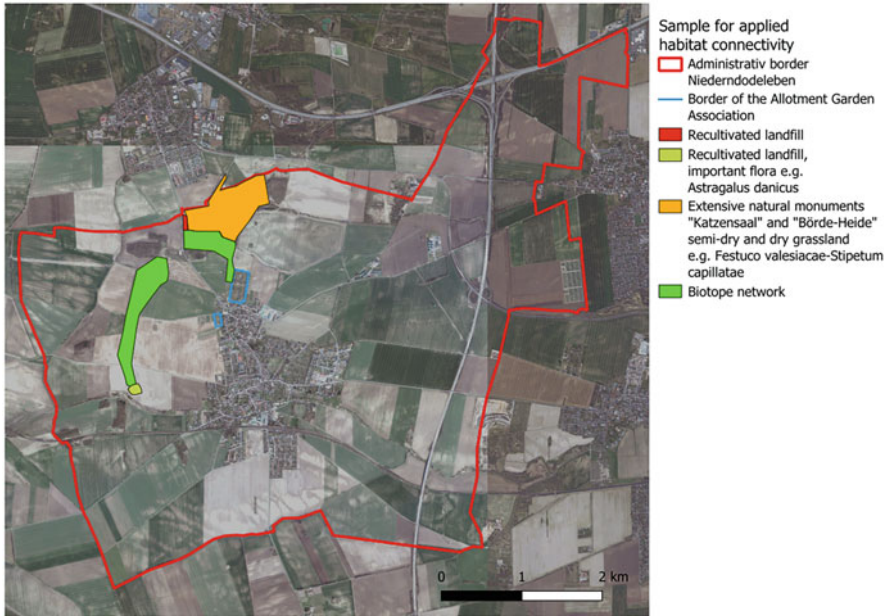 Sample for applied
habitat connectivity
Administrativ border
Niederndodeleben
Border of the Allotment Garden
Association
Recultivated landfill
Recultivated landfill,
important flora e.g.
Astragalus danicus
Extensive natural monuments
"Katzensaal" and "Börde-Heide"
semi-dry and dry grassland
e.g. Festuco valesiacae-Stipetum
capillatae
Biotope network
0 1 2 km